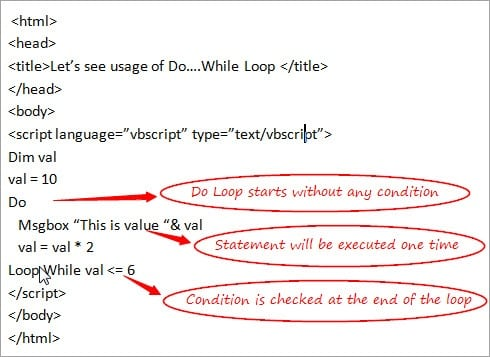 <html>
<head>
<title>Let’s see usage of Do….While Loop </title>
</head>
<body>
<script language=”vbscript” type=”text/vbscript”>
Dim val
val = 10
Do
Do Loop starts without any condition
Msgbox “This is value “& val
val = val * 2
Statement will be executed one time
Loop While val <= 6
Condition is checked at the end of the loop
</script>
</body>
</html>